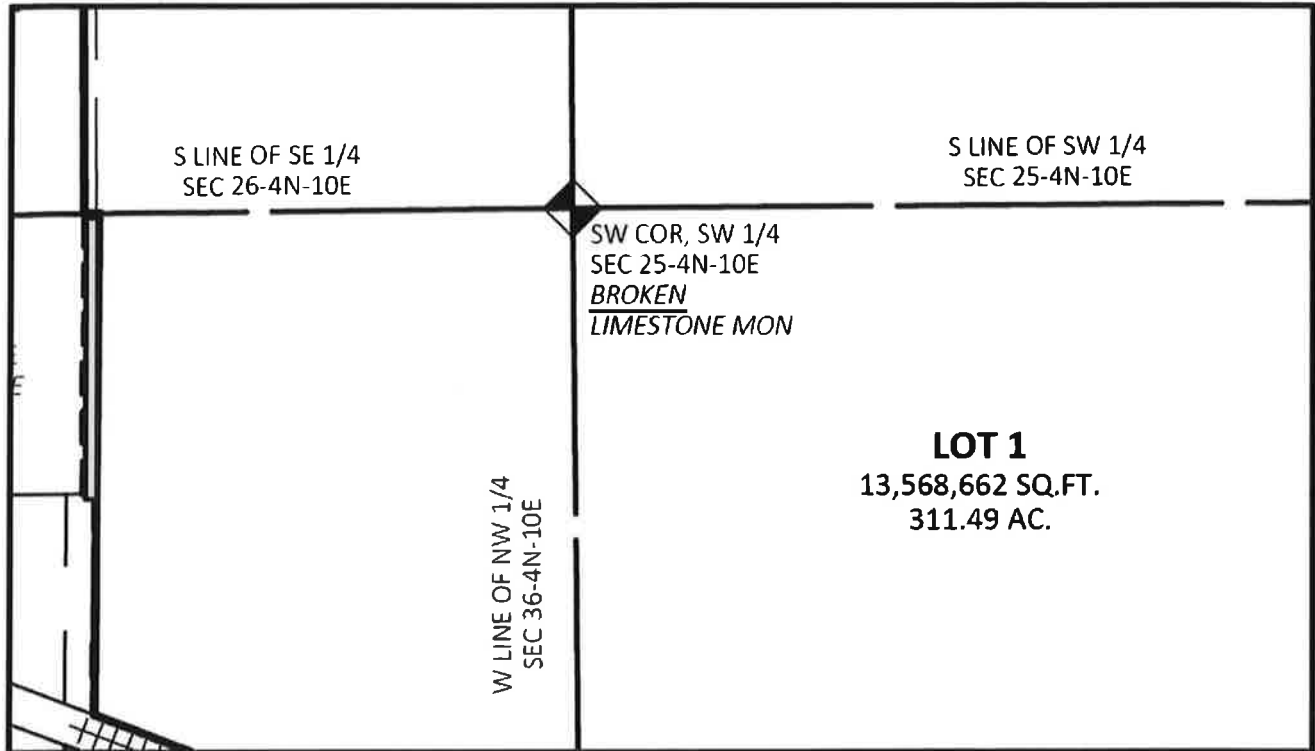 S LINE OF SE 1/4
SEC 26-4N-10E
S LINE OF SW 1/4
SEC 25-4N-10E
SW COR, SW 1/4
SEC 25-4N-10E
BROKEN
LIMESTONE MON
E
LOT 1
13,568,662 SQ.FT.
311.49 AC.
W LINE OF NW 1/4
SEC 36-4N-10E